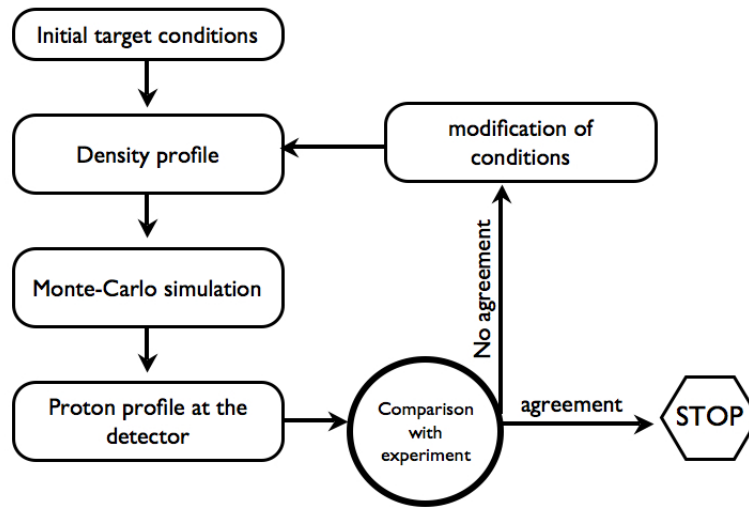 Initial target conditions
Density profile
modification of
conditions
Monte-Carlo simulation
No agreement
Proton profile at the
detector
Comparison
with
experiment
agreement
STOP